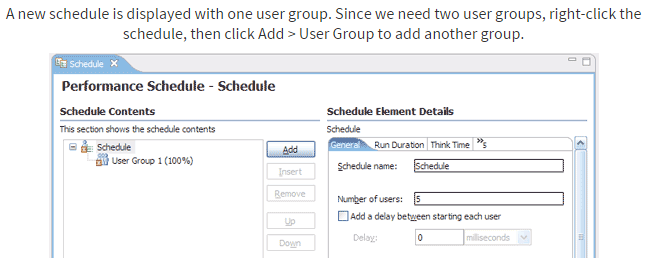 A new schedule is displayed with one user group. Since we need two user groups, right-click the
schedule, then click Add > User Group to add another group.
Schedule
Performance Schedule - Schedule
Schedule Contents
This section shows the schedule contents
Schedule
User Group 1 (100%)
Add
Insert
Remove
Up
Down
Schedule Element Details
Schedule
General Run Duration Think Time »5
Schedule name: Schedule
Number of users: 5
Add a delay between starting each user
Delay: 0 milliseconds